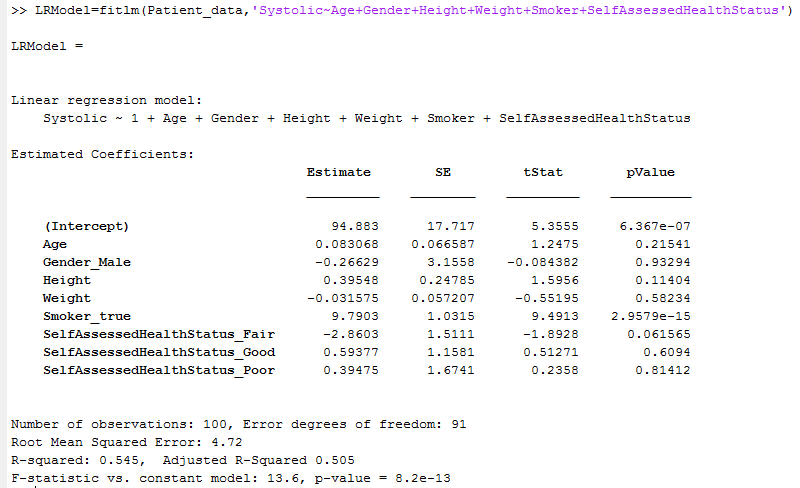 >> LRModel=fitlm(Patient_data,'Systolic~Age+Gender+Height+Weight+Smoker+SelfAssessedHealthStatus')
LRModel =
Linear regression model:
Systolic ~ 1 + Age + Gender + Height + Weight + Smoker + SelfAssessedHealthStatus
Estimated Coefficients:
Estimate SE tStat pValue
(Intercept) 94.883 17.717 5.3555 6.367e-07
Age 0.083068 0.066587 1.2475 0.21541
Gender_Male -0.26629 3.1558 -0.084382 0.93294
Height 0.39548 0.24785 1.5956 0.11404
Weight -0.031575 0.057207 -0.55195 0.58234
Smoker_true 9.7903 1.0315 9.4913 2.9579e-15
SelfAssessedHealthStatus_Fair -2.8603 1.5111 -1.8928 0.061565
SelfAssessedHealthStatus_Good 0.59377 1.1581 0.51271 0.6094
SelfAssessedHealthStatus_Poor 0.39475 1.6741 0.2358 0.81412
Number of observations: 100, Error degrees of freedom: 91
Root Mean Squared Error: 4.72
R-squared: 0.545, Adjusted R-Squared 0.505
F-statistic vs. constant model: 13.6, p-value = 8.2e-13